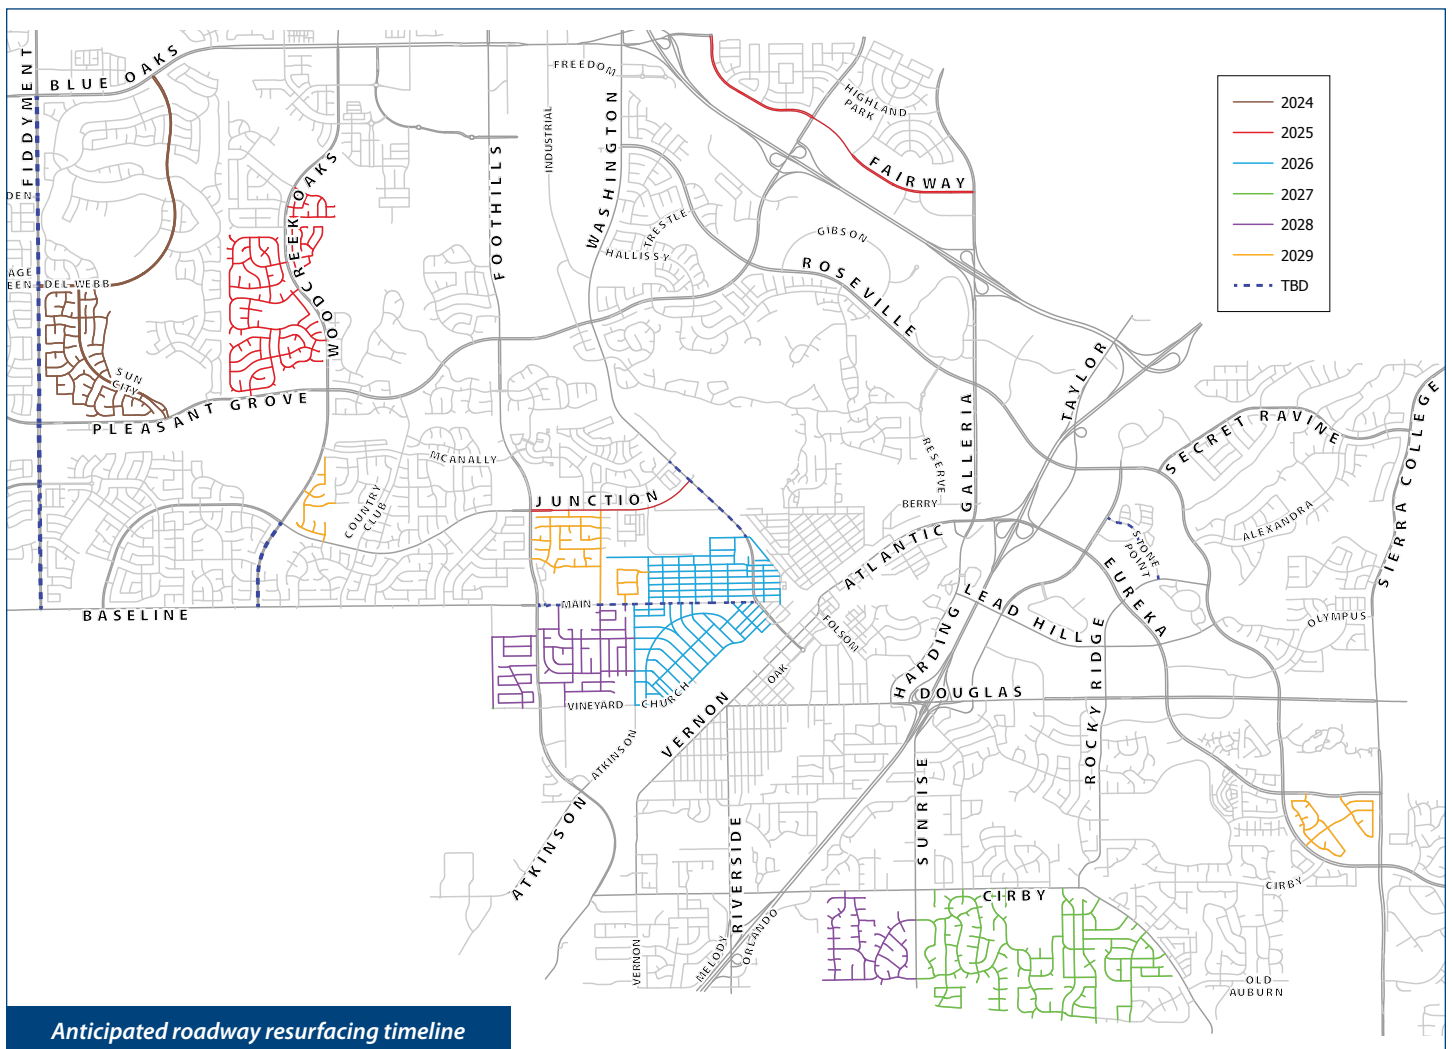 FIDDYMENT
BLUE OAKS
FREEDOM
HIGHLAND
PARK
2024
2025
2026
2027
2028
2029
TBD
INDUSTRIAL
WASHINGTON
FOOTHILLS
WOODCREEK OAKS
FAIRWAY
DEN
TRESTLE
HALLISSY
GIBSON
ROSEVILLE
AGE
EEN
DEL WEBB
SUN
CITY
PLEASANT GROVE
TAYLOR
GALLERIA
RESERVE
BERRY
SECRET RAVINE
SIERRA COLLEGE
MCANALLY
COUNTRY
CLUB
JUNCTION
ATLANTIC
STONE
POINT
ALEXANDRA
EUREKA
LEAD HILL
OLYMPUS
BASELINE
MAIN
FOLSOM
HARDING
OAK
ROCKY RIDGE
DOUGLAS
VINEYARD
CHURCH
VERNON
ATKINSON
ATKINSON
SUNRISE
RIVERSIDE
CIRBY
CIRBY
VERNON
MELODY
ORLANDO
OLD
AUBURN
Anticipated roadway resurfacing timeline